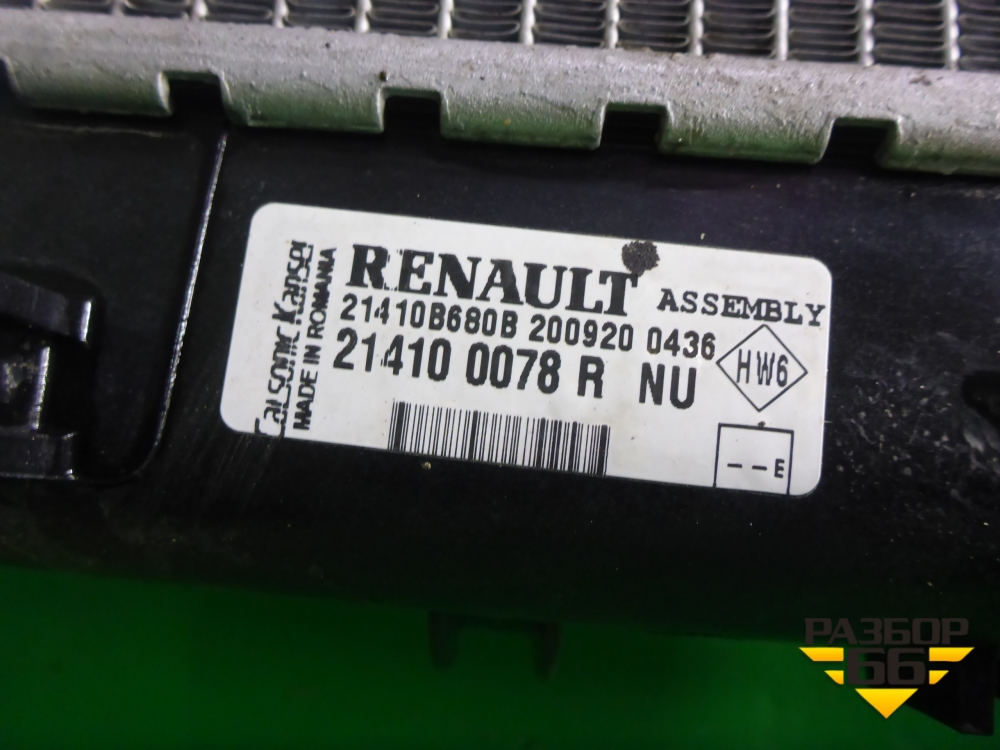 RENAULT ASSEMBLY
21410B680B 200920 0436
21410 0078 R NU
HW6
--E
Calsonic Kansei
MADE IN ROMANIA
РАЗБОР
66